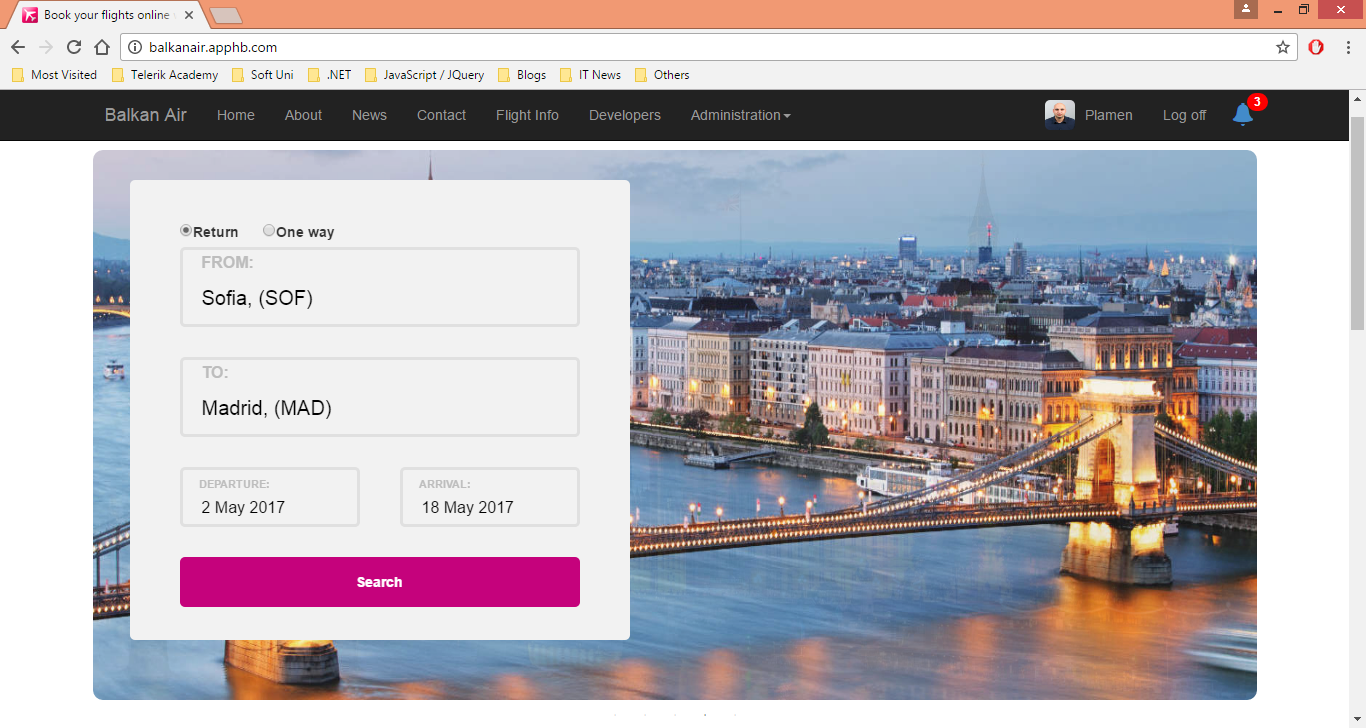 Book your flights online
balkanair.apphb.com
Most Visited Telerik Academy Soft Uni .NET JavaScript / JQuery Blogs IT News Others
Balkan Air Home About News Contact Flight Info Developers Administration Plamen Log off 3
Return One way
FROM:
Sofia, (SOF)
TO:
Madrid, (MAD)
DEPARTURE: ARRIVAL:
2 May 2017 18 May 2017
Search